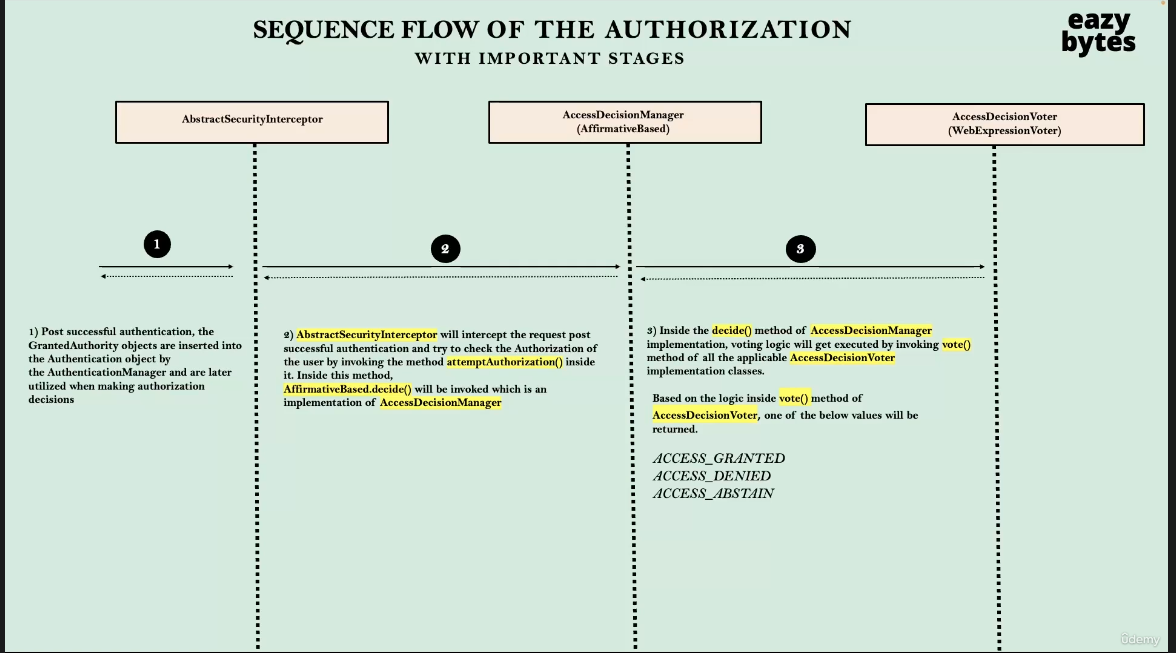 SEQUENCE FLOW OF THE AUTHORIZATION
WITH IMPORTANT STAGES
eazy
bytes
AbstractSecurityInterceptor
AccessDecisionManager
(AffirmativeBased)
AccessDecisionVoter
(WebExpressionVoter)
1
2
3
1) Post successful authentication, the
GrantedAuthority objects are inserted into
the Authentication object by
the AuthenticationManager and are later
utilized when making authorization
decisions
2) AbstractSecurityInterceptor will intercept the request post
successful authentication and try to check the Authorization of
the user by invoking the method attemptAuthorization() inside
it. Inside this method,
AffirmativeBased.decide() will be invoked which is an
implementation of AccessDecisionManager
3) Inside the decide() method of AccessDecisionManager
implementation, voting logic will get executed by invoking vote()
method of all the applicable AccessDecisionVoter
implementation classes.
Based on the logic inside vote() method of
AccessDecisionVoter, one of the below values will be
returned.
ACCESS_GRANTED
ACCESS_DENIED
ACCESS_ABSTAIN
ûdemy